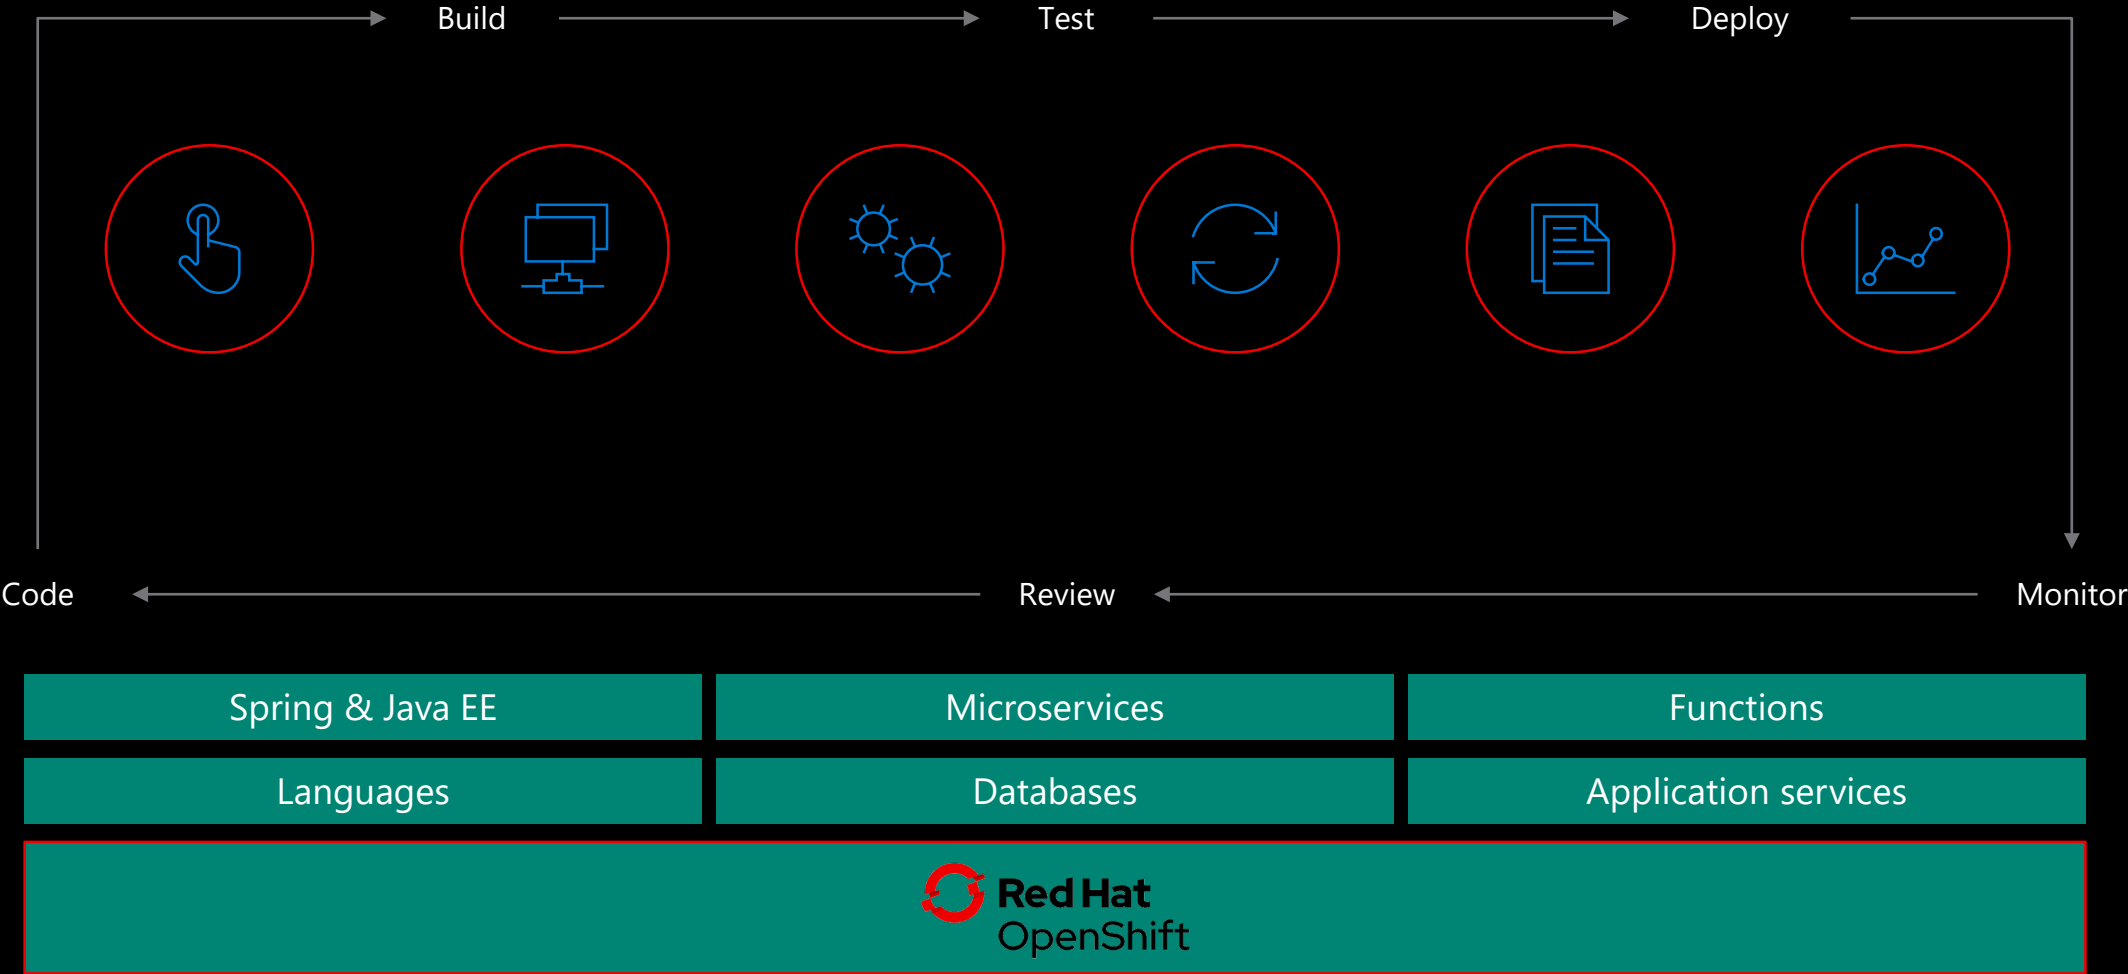 Build
Test
Deploy
Code
Review
Monitor
Spring & Java EE
Microservices
Functions
Languages
Databases
Application services
Red Hat
OpenShift